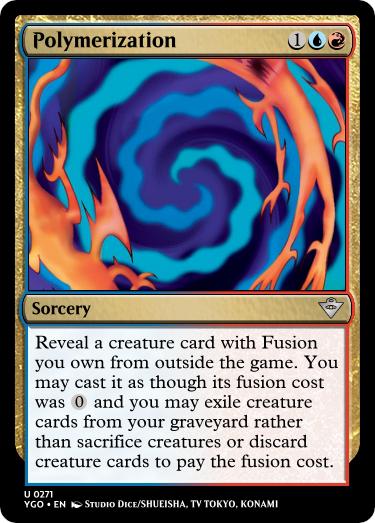 Polymerization 1
Sorcery
Reveal a creature card with Fusion
you own from outside the game. You
may cast it as though its fusion cost
was 0 and you may exile creature
cards from your graveyard rather
than sacrifice creatures or discard
creature cards to pay the fusion cost.
U 0271
YGO • EN Studio Dice/SHUEISHA, TV TOKYO, KONAMI